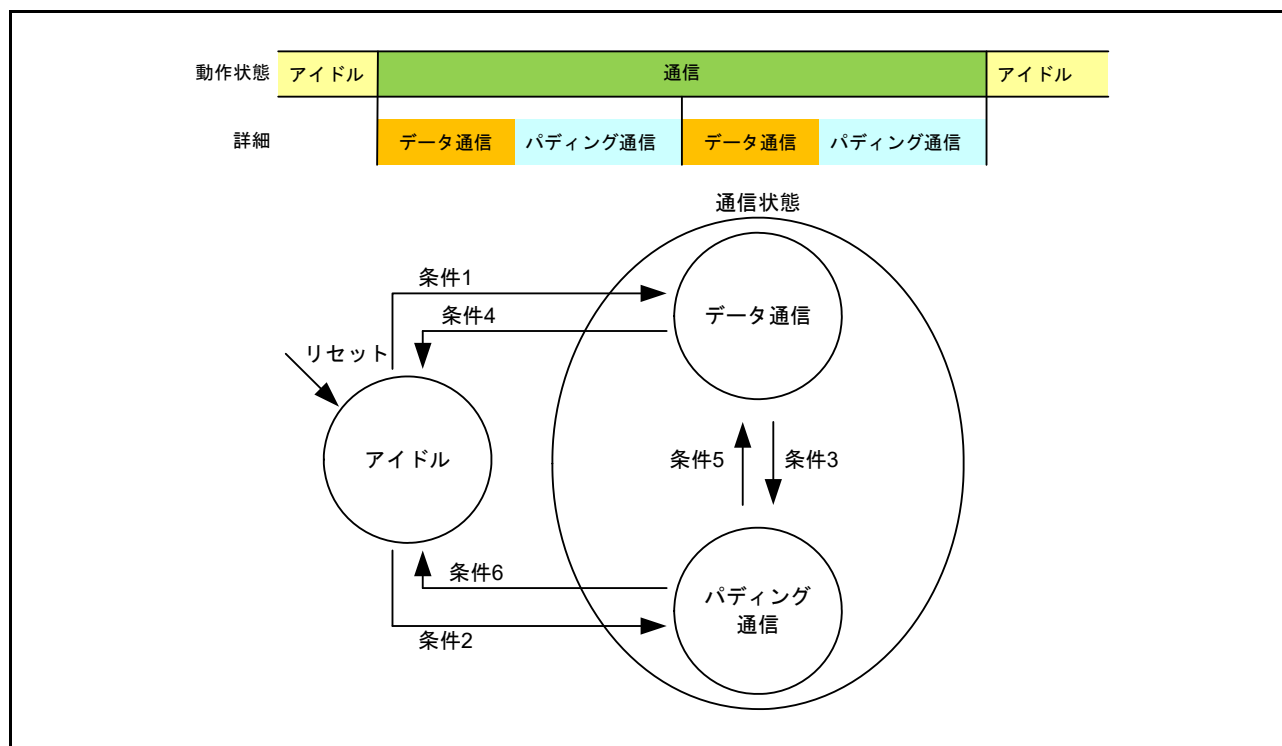 動作状態
アイドル
通信
アイドル
詳細
データ通信
パディング通信
データ通信
パディング通信
通信状態
条件1
データ通信
条件4
リセット
アイドル
条件5
条件3
条件6
パディング
通信
条件2